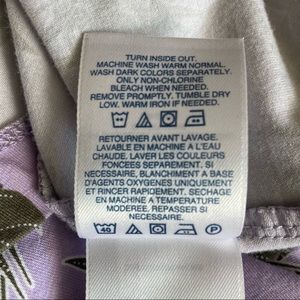 TURN INSIDE OUT.
MACHINE WASH WARM NORMAL.
WASH DARK COLORS SEPARATELY.
ONLY NON-CHLORINE
BLEACH WHEN NEEDED.
REMOVE PROMPTLY. TUMBLE DRY
LOW. WARM IRON IF NEEDED.
RETOURNER AVANT LAVAGE.
LAVABLE EN MACHINE A L'EAU
CHAUDE. LAVER LES COULEURS
FONCEES SEPAREMENT. SI
NECESSAIRE, BLANCHIMENT A BASE
D'AGENTS OXYGENES UNIQUEMENT
ET RINCER RAPIDEMENT. SECHAGE
EN MACHINE A TEMPERATURE
MODEREE. REPASSER SI
NECESSAIRE.
40 P